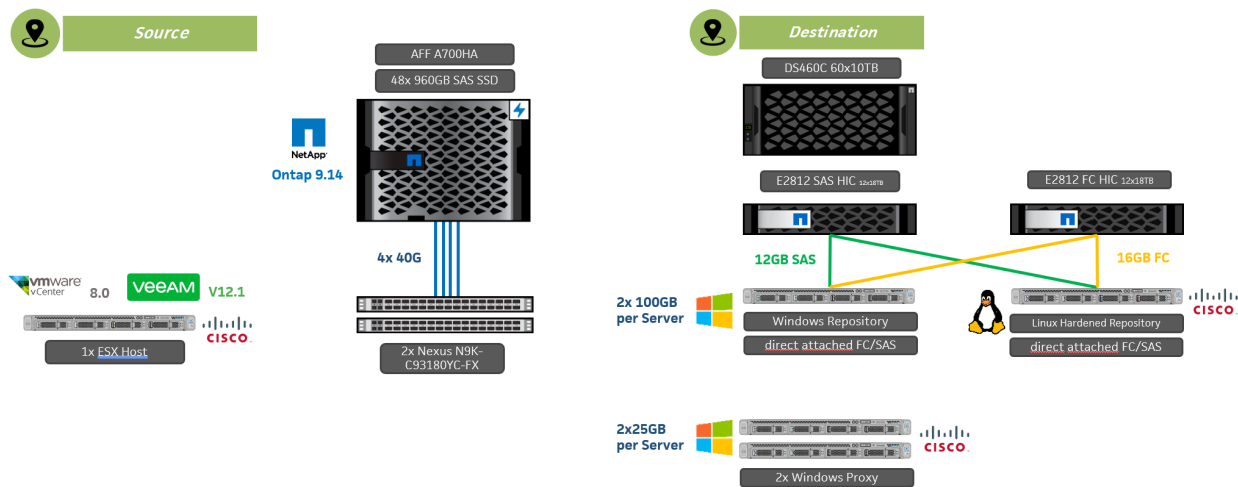 Source
Destination
AFF A700HA
48x 960GB SAS SSD
NetApp
Ontap 9.14
4x 40G
vmware
vCenter
8.0
veeAM
V12.1
CISCO
1x ESX Host
2x Nexus N9K-
C93180YC-FX
DS460C 60x10TB
E2812 SAS HIC 12x18TB
E2812 FC HIC 12x18TB
12GB SAS
16GB FC
2x 100GB
per Server
Windows Repository
direct attached FC/SAS
Linux Hardened Repository
direct attached FC/SAS
CISCO
2x25GB
per Server
CISCO
2x Windows Proxy